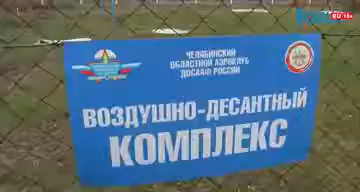 ЧЕЛЯБИНСКИЙ
ОБЛАСТНОЙ АЭРОКЛУБ
ДОСААФ РОССИИ
ВОЗДУШНО-ДЕСАНТНЫЙ
КОМПЛЕКС